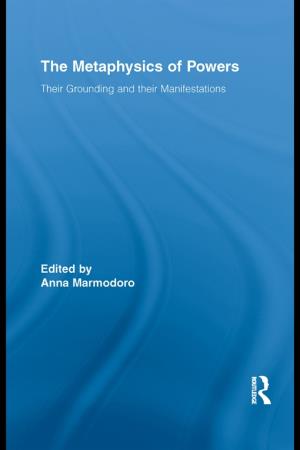 The Metaphysics of Powers
Their Grounding and their Manifestations
Edited by
Anna Marmodoro
ROUTLEDGE